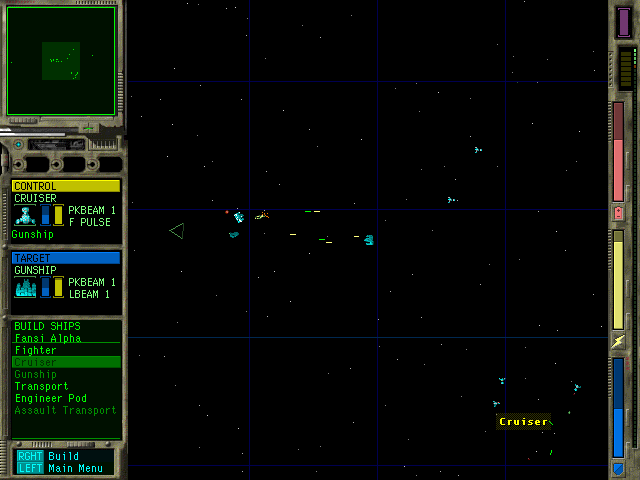 CONTROL
CRUISER
PKBEAM 1
F PULSE
Gunship
TARGET
GUNSHIP
PKBEAM 1
LBEAM 1
BUILD SHIPS
Fansi Alpha
Fighter
Cruiser
Gunship
Transport
Engineer Pod
Assault Transport
RGHT Build
LEFT Main Menu
Cruiser